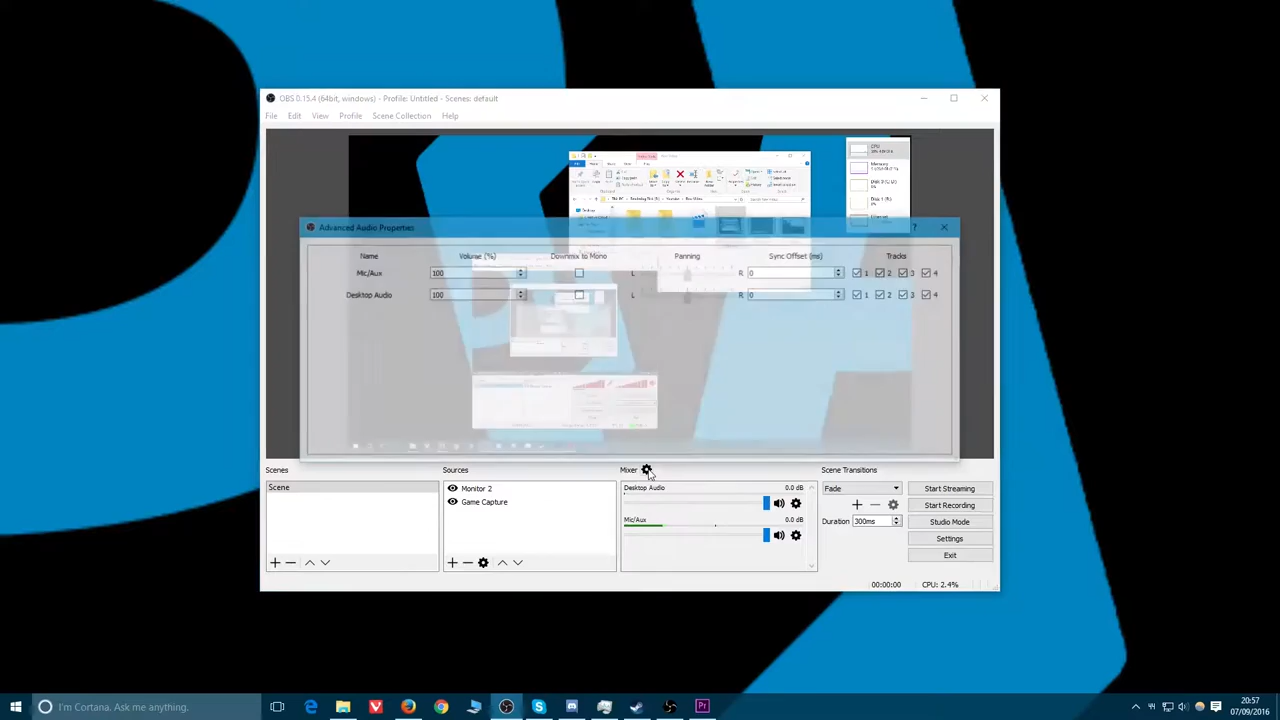 OBS 0.15.4 (64bit, windows) - Profile: Untitled - Scenes: default
File Edit View Profile Scene Collection Help
Advanced Audio Properties ?
Name Volume (%) Downmix to Mono Panning Sync Offset (ms) Tracks
Mic/Aux 100 L R 0 1 2 3 4
Desktop Audio 100 L R 0 1 2 3 4
Scenes
Scene
Sources
Monitor 2
Game Capture
Mixer
Desktop Audio 0.0 dB
Mic/Aux 0.0 dB
Scene Transitions
Fade
Duration 300ms
Start Streaming
Start Recording
Studio Mode
Settings
Exit
00:00:00 CPU: 2.4%
I'm Cortana. Ask me anything.
20:57
07/09/2016